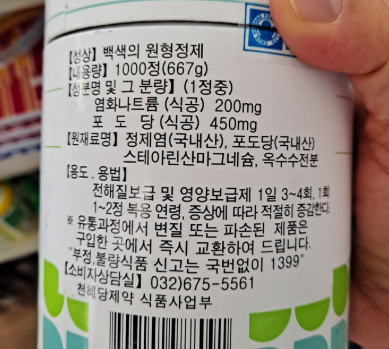 【성상】 백색의 원형정제
【내용량】 1000정(667g)
【성분명 및 그 분량】 (1정중)
염화나트륨 (식공) 200mg
포 도 당 (식공) 450mg
【원재료명】 정제염(국내산), 포도당(국내산)
스테아린산마그네슘, 옥수수전분
【용도 . 용법】
전해질보급 및 영양보급제 1일 3~4회, 1회
1~2정 복용 연령, 증상에 따라 적절히 증감한다.
※ 유통과정에서 변질 또는 파손된 제품은
구입한 곳에서 즉시 교환하여 드립니다.
"부정,불량식품 신고는 국번없이 1399"
【소비자상담실】 032)675-5561
천혜당제약 식품사업부